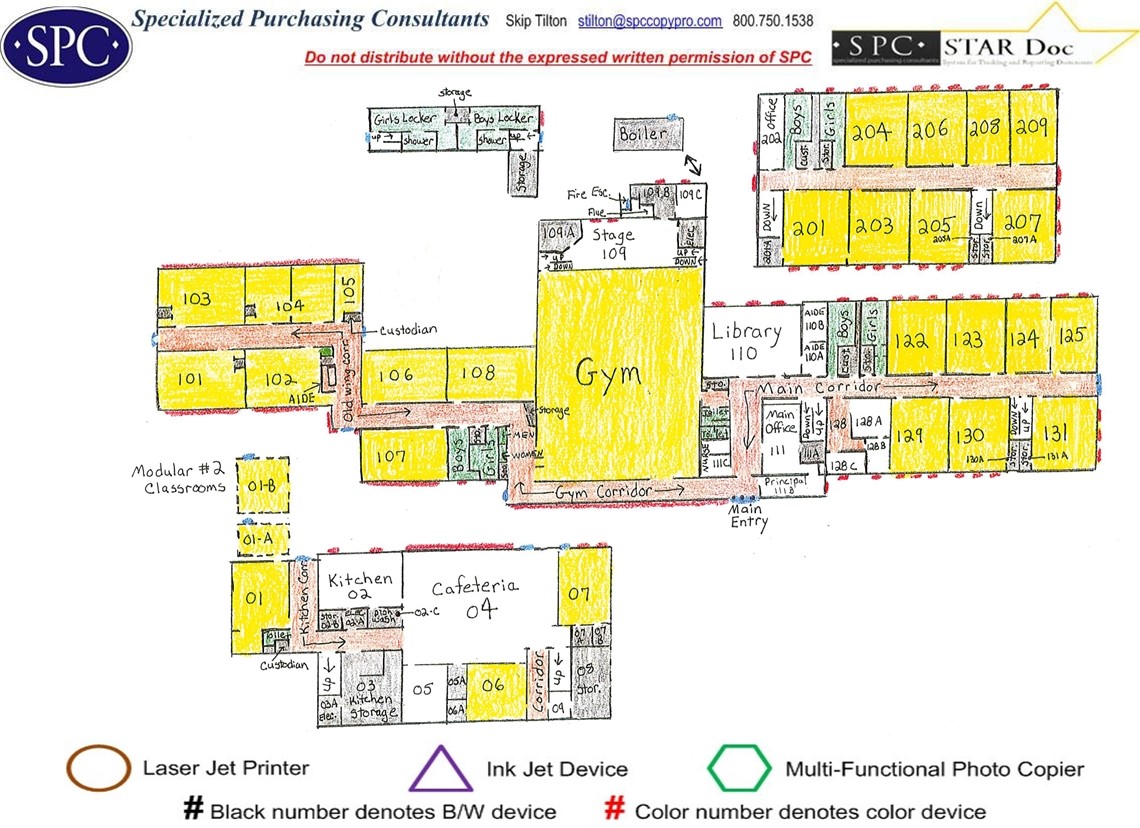 SPC
Specialized Purchasing Consultants Skip Tilton stilton@spccopypro.com 800.750.1538
Do not distribute without the expressed written permission of SPC
SPC STAR Doc
specialized purchasing consultants System for Tracking and Reporting Documents
storage
Girls Locker Boys Locker
up shower shower up
Storage
Boiler
Office 202 Boys Cust. Stor. Girls 204 206 208 209
DOWN 201 203 205 DOWN 207
201A 205A Stor. Stor. 207A
Fire Esc. 109B 109C
Flue
109A Stage 109 Elec
UP DOWN UP DOWN
103 104 105
Custodian
101 102 Old wing corr.
AIDE
106 108
Gym
Library 110
AIDE 110B
AIDE 110A
Boys Cust Stor. Girls 122 123 124 125
Sto. Main Corridor
Storage
Toilet
Toilet
MEN
WOMEN
107 Boys Girls
NURSE 111C
Main Office 111
Down UP
111A
128 128A
128B
128C
129 130 Down UP 131
130A Stor. Stor. 131A
Principal 111B
Gym Corridor
Main Entry
Modular #2
Classrooms
01-B
01-A
01 Kitchen Corr
Kitchen 02
Cafeteria 04
07
Stor. 02-B Elec. 02A Dish wash 02-C
Toilet
Custodian
07A 07B
UP
03 Kitchen Storage
03A Elec.
05 05A 06
06A
Corridor
UP
09
08 Stor.
Laser Jet Printer Ink Jet Device Multi-Functional Photo Copier
# Black number denotes B/W device # Color number denotes color device